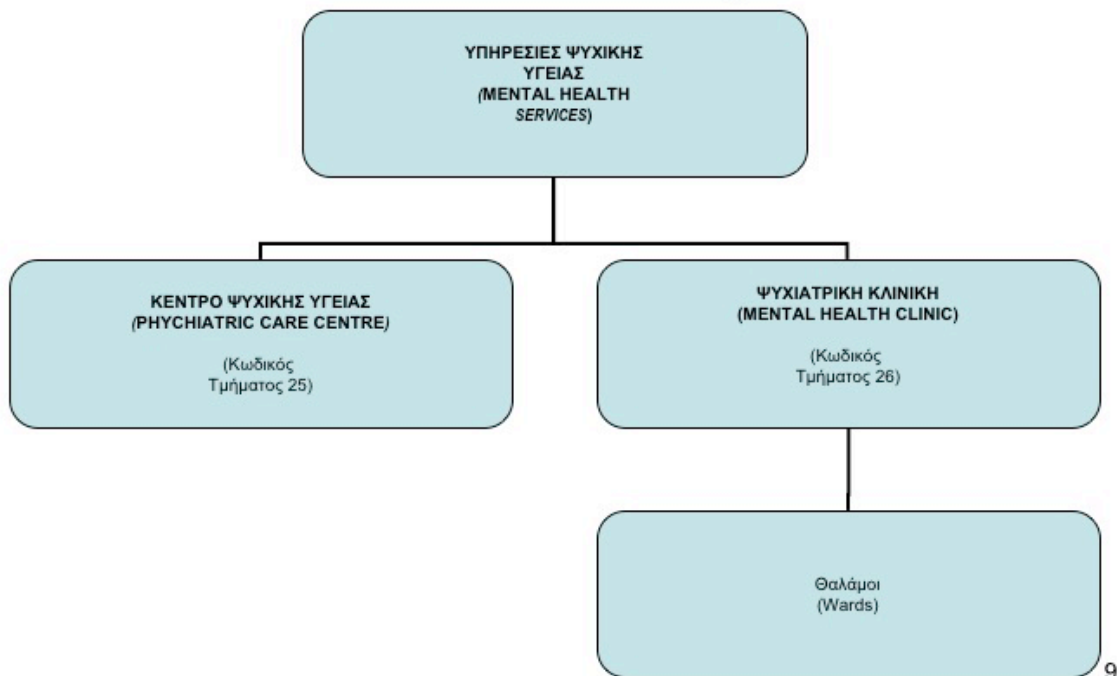 ΥΠΗΡΕΣΙΕΣ ΨΥΧΙΚΗΣ
ΥΓΕΙΑΣ
(MENTAL HEALTH
SERVICES)
ΚΕΝΤΡΟ ΨΥΧΙΚΗΣ ΥΓΕΙΑΣ
(PHYCHIATRIC CARE CENTRE)
(Κωδικός
Τμήματος 25)
ΨΥΧΙΑΤΡΙΚΗ ΚΛΙΝΙΚΗ
(MENTAL HEALTH CLINIC)
(Κωδικός
Τμήματος 26)
Θαλάμοι
(Wards)
9